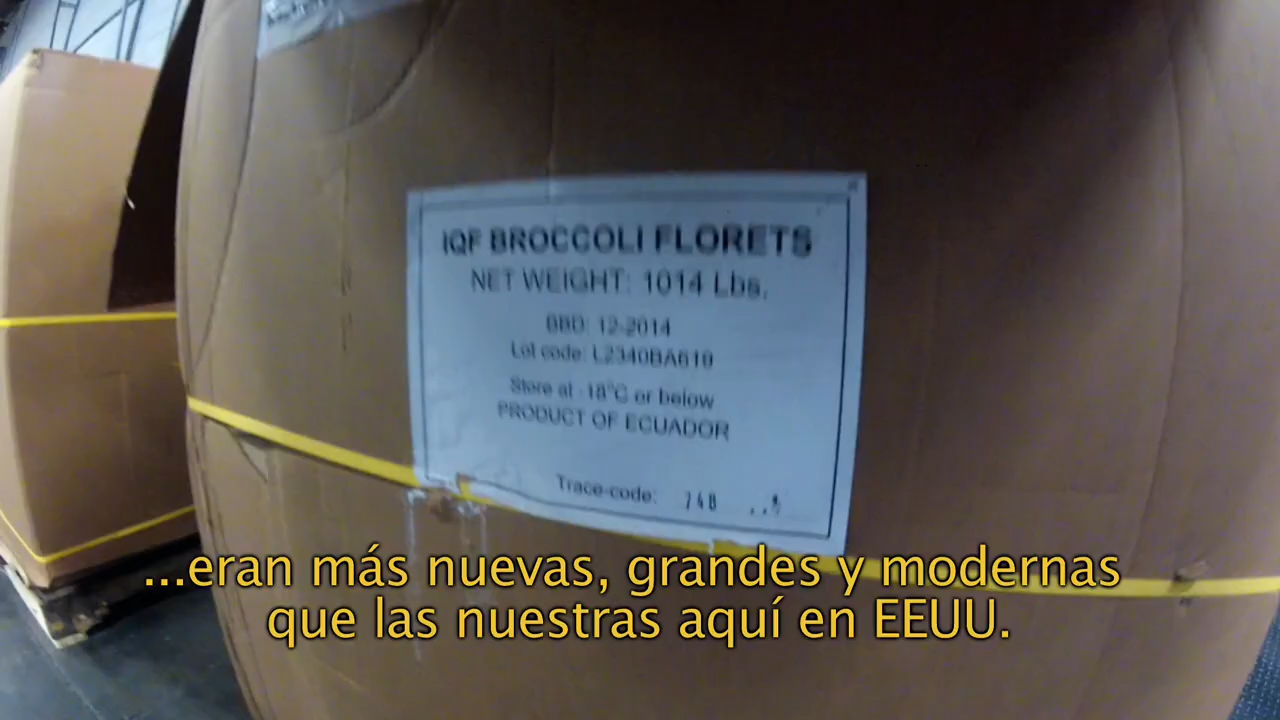 IQF BROCCOLI FLORETS
NET WEIGHT: 1014 Lbs.
BBD: 12-2014
Lot code: L2340BA619
Store at -18°C or below
PRODUCT OF ECUADOR
Trace-code: 748
...eran más nuevas, grandes y modernas
que las nuestras aquí en EEUU.